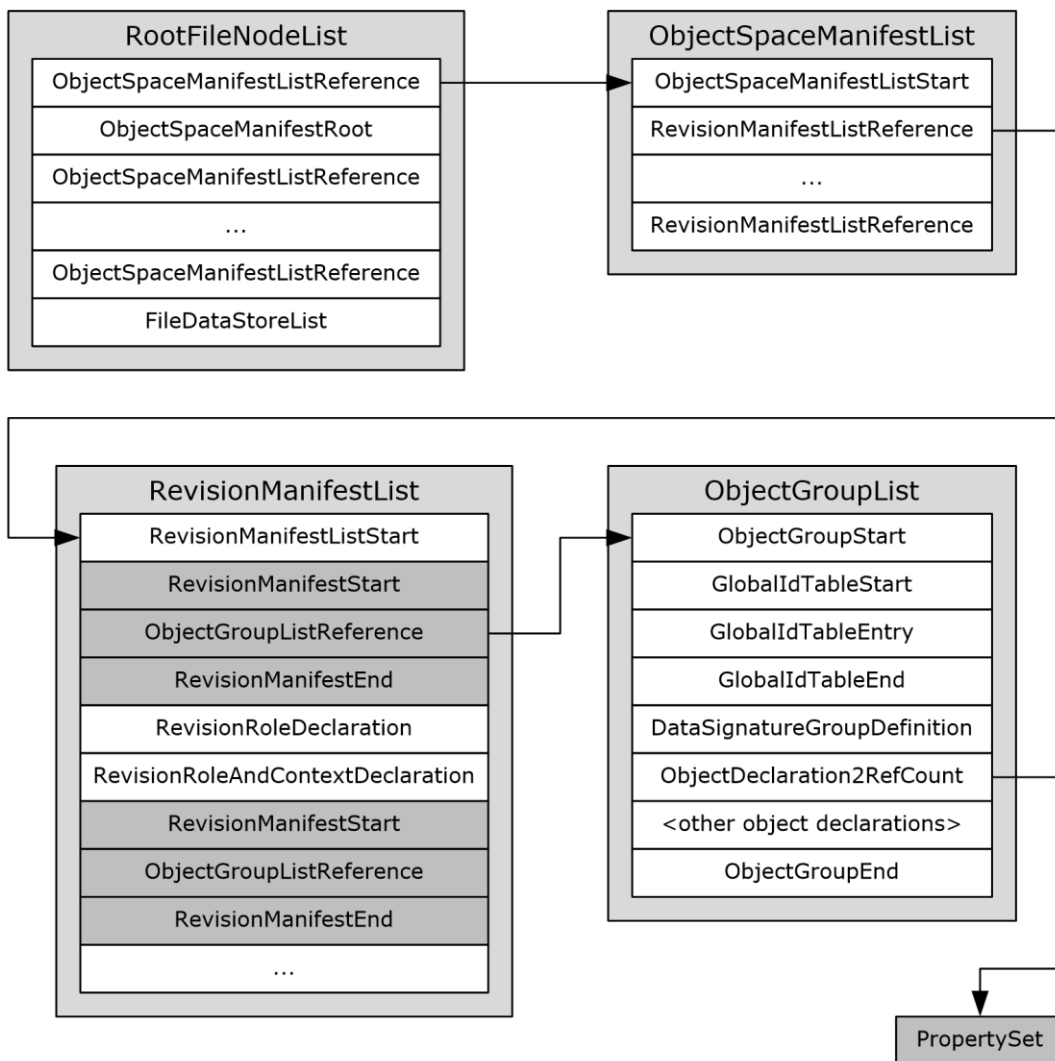 RootFileNodeList
ObjectSpaceManifestListReference
ObjectSpaceManifestRoot
ObjectSpaceManifestListReference
...
ObjectSpaceManifestListReference
FileDataStoreList
ObjectSpaceManifestList
ObjectSpaceManifestListStart
RevisionManifestListReference
...
RevisionManifestListReference
RevisionManifestList
RevisionManifestListStart
RevisionManifestStart
ObjectGroupListReference
RevisionManifestEnd
RevisionRoleDeclaration
RevisionRoleAndContextDeclaration
RevisionManifestStart
ObjectGroupListReference
RevisionManifestEnd
...
ObjectGroupList
ObjectGroupStart
GlobalIdTableStart
GlobalIdTableEntry
GlobalIdTableEnd
DataSignatureGroupDefinition
ObjectDeclaration2RefCount
<other object declarations>
ObjectGroupEnd
PropertySet